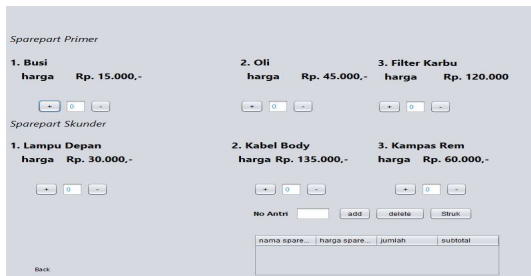 Sparepart Primer
1. Busi 2. Oli 3. Filter Karbu
harga Rp. 15.000,- harga Rp. 45.000,- harga Rp. 120.000
+ 0 - + 0 - + 0 -
Sparepart Skunder
1. Lampu Depan 2. Kabel Body 3. Kampas Rem
harga Rp. 30.000,- harga Rp. 135.000,- harga Rp. 60.000,-
+ 0 - + 0 - + 0 -
No Antri add delete Struk
nama spare... harga spare... jumlah subtotal
Back